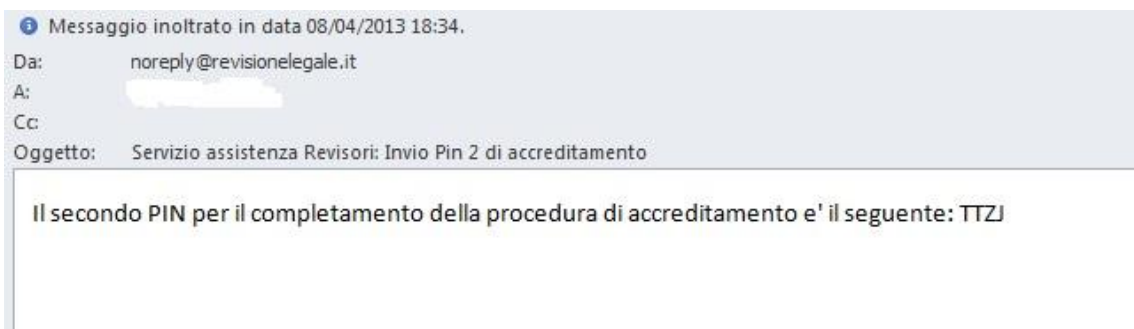 Messaggio inoltrato in data 08/04/2013 18:34.
Da: noreply@revisionelegale.it
A:
Cc:
Oggetto: Servizio assistenza Revisori: Invio Pin 2 di accreditamento
Il secondo PIN per il completamento della procedura di accreditamento e' il seguente: TTZJ